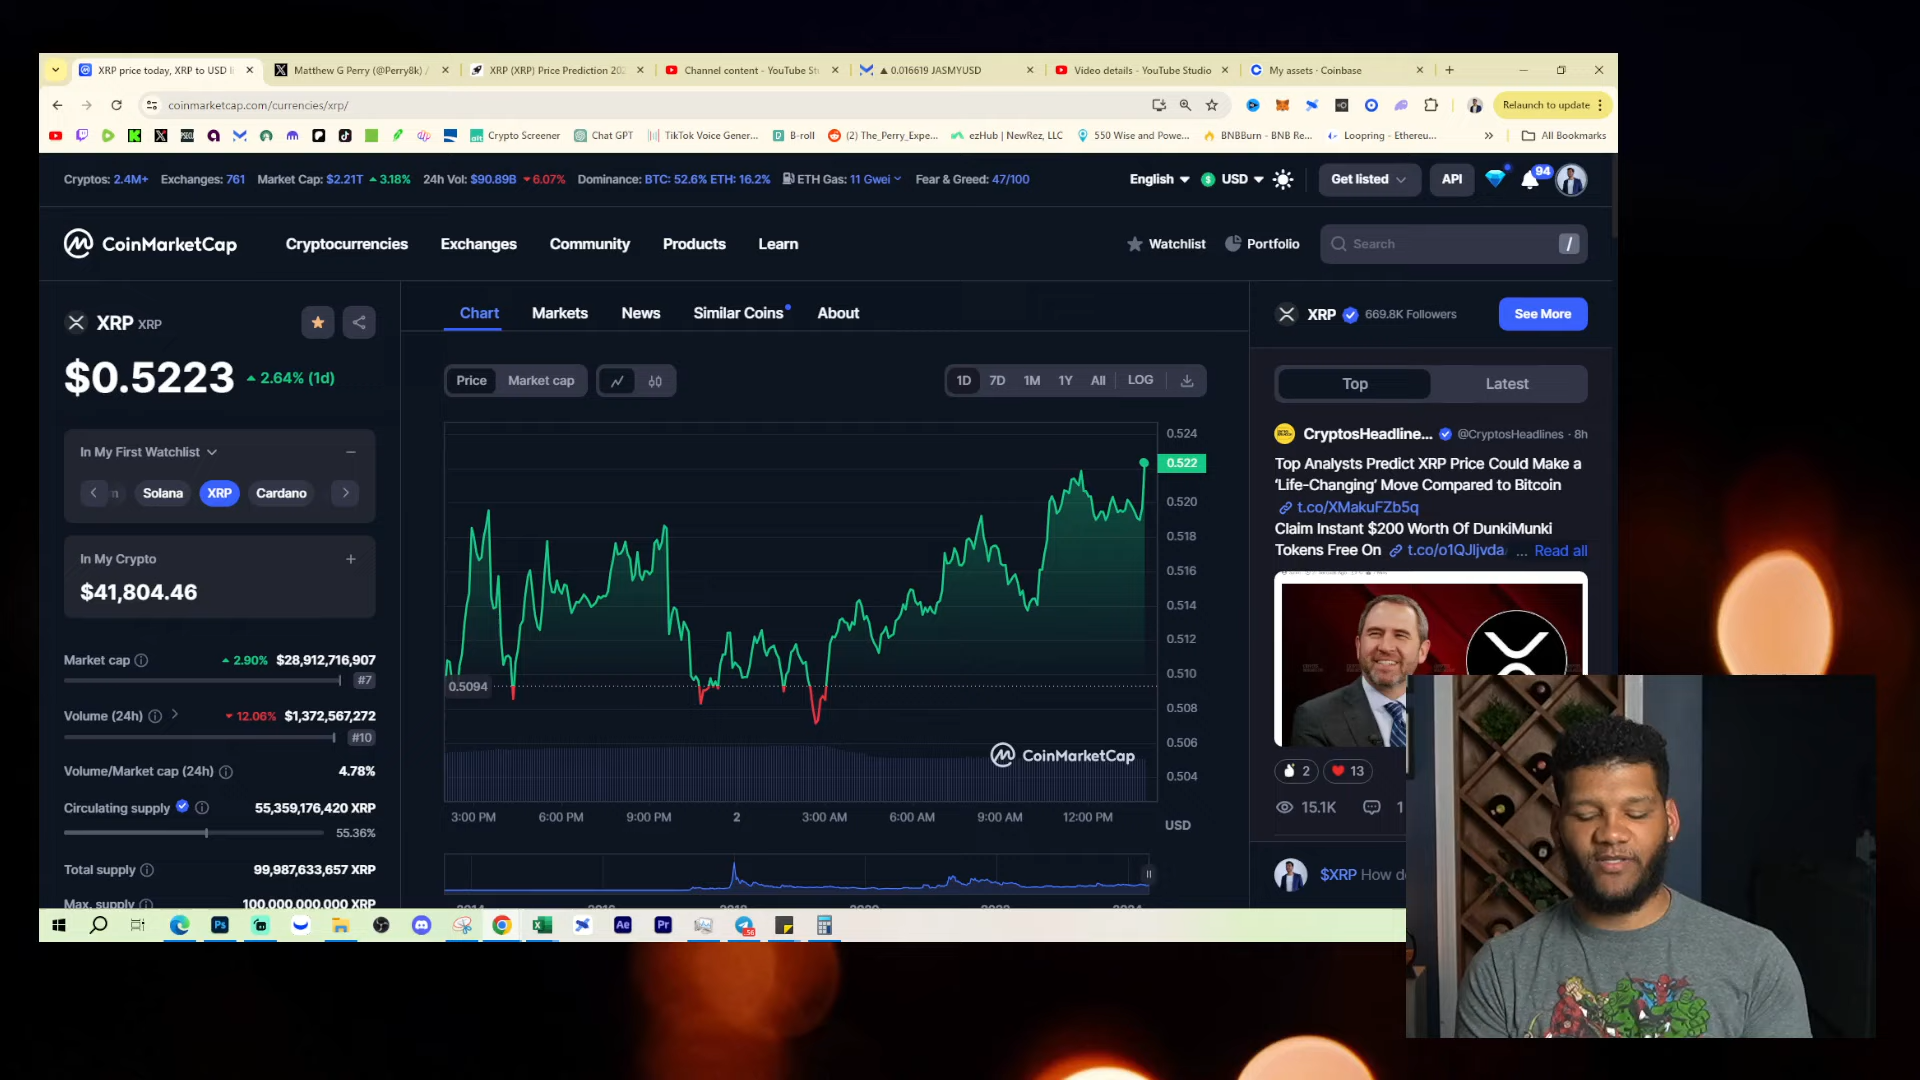 XRP price today, XRP to USD li
Matthew G Perry (@Perry8k) /
XRP (XRP) Price Prediction 202
Channel content - YouTube St
▲ 0.016619 JASMYUSD
Video details - YouTube Studio
My assets - Coinbase
coinmarketcap.com/currencies/xrp/
Relaunch to update
Crypto Screener
Chat GPT
TikTok Voice Gener...
B-roll
(2) The_Perry_Expe...
ezHub | NewRez, LLC
550 Wise and Powe...
BNBBurn - BNB Re...
Loopring - Ethereu...
All Bookmarks
Cryptos: 2.4M+ Exchanges: 761 Market Cap: $2.21T 3.18% 24h Vol: $90.89B 6.07% Dominance: BTC: 52.6% ETH: 16.2% ETH Gas: 11 Gwei Fear & Greed: 47/100
English USD Get listed API 94
CoinMarketCap Cryptocurrencies Exchanges Community Products Learn
Watchlist Portfolio Search /
XRP XRP
$0.5223 2.64% (1d)
In My First Watchlist
Solana XRP Cardano
In My Crypto
$41,804.46
Market cap 2.90% $28,912,716,907
#7
Volume (24h) 12.06% $1,372,567,272
#10
Volume/Market cap (24h) 4.78%
Circulating supply 55,359,176,420 XRP
55.36%
Total supply 99,987,633,657 XRP
Max. supply 100,000,000,000 XRP
Chart Markets News Similar Coins About
Price Market cap
1D 7D 1M 1Y All LOG
0.524
0.522
0.520
0.518
0.516
0.514
0.512
0.510
0.508
0.506
0.504
0.5094
CoinMarketCap
3:00 PM 6:00 PM 9:00 PM 2 3:00 AM 6:00 AM 9:00 AM 12:00 PM
USD
XRP 669.8K Followers See More
Top Latest
CryptosHeadline... @CryptosHeadlines · 8h
Top Analysts Predict XRP Price Could Make a
'Life-Changing' Move Compared to Bitcoin
t.co/XMakuFZb5q
Claim Instant $200 Worth Of DunkiMunki
Tokens Free On t.co/o1QJljvda ... Read all
2 13
15.1K 1
$XRP How do
Ps
Ae
Pr